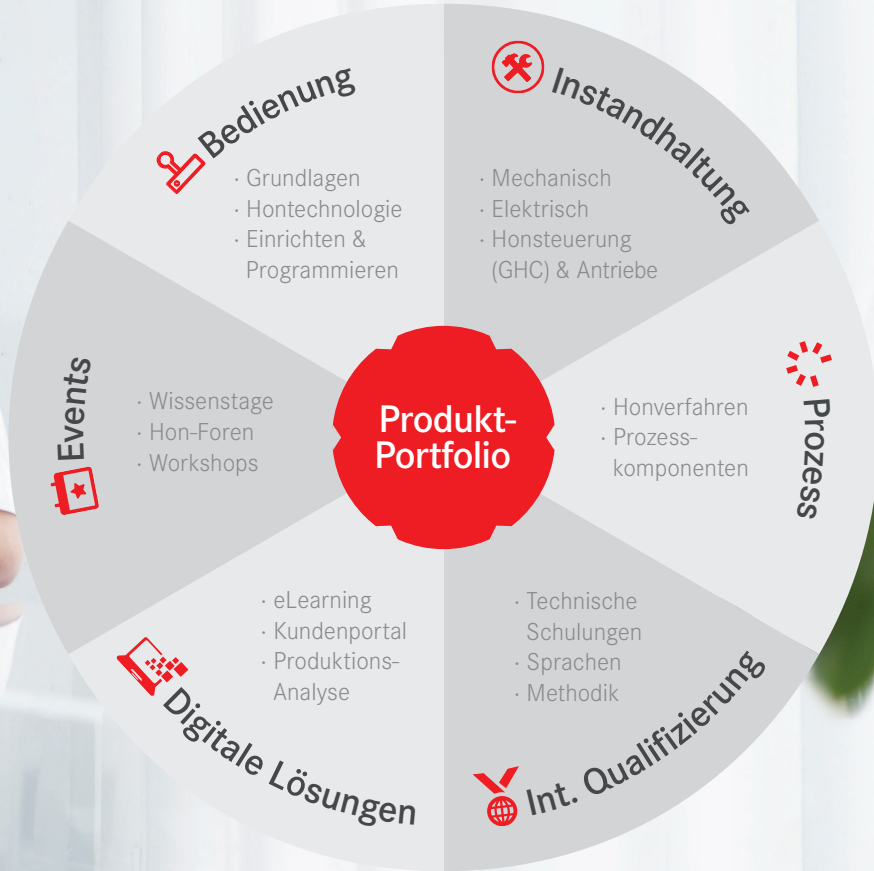 Bedienung
· Grundlagen
· Hontechnologie
· Einrichten &
Programmieren
Instandhaltung
· Mechanisch
· Elektrisch
· Honsteuerung
(GHC) & Antriebe
Prozess
· Honverfahren
· Prozess-
komponenten
Int. Qualifizierung
· Technische
Schulungen
· Sprachen
· Methodik
Digitale Lösungen
· eLearning
· Kundenportal
· Produktions-
Analyse
Events
· Wissenstage
· Hon-Foren
· Workshops
Produkt-
Portfolio